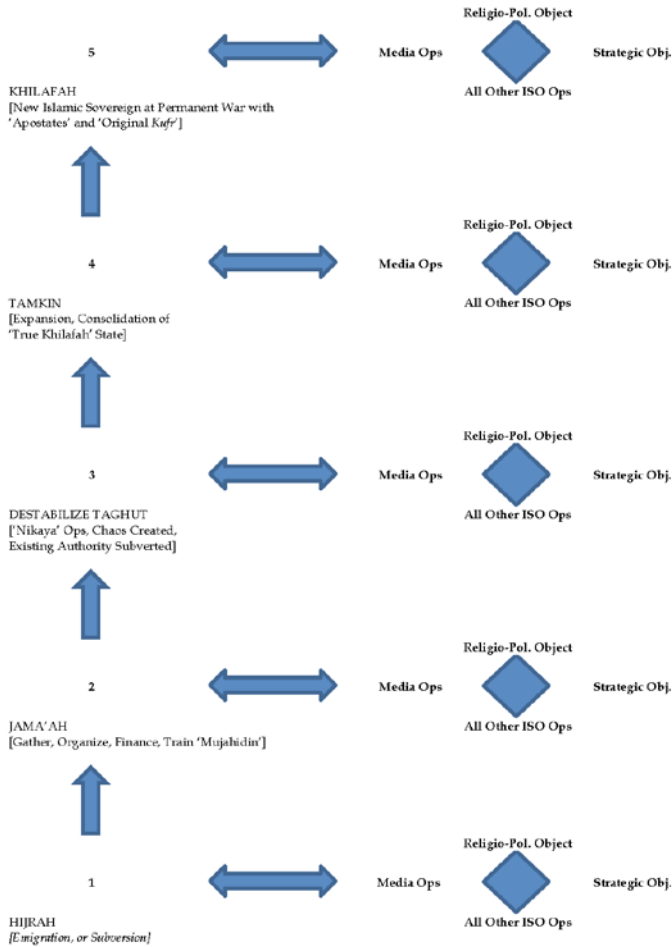 Religio-Pol. Object
5 Media Ops Strategic Obj.
All Other ISO Ops
KHILAFAH
[New Islamic Sovereign at Permanent War with
'Apostates' and 'Original Kufr']
Religio-Pol. Object
4 Media Ops Strategic Obj.
All Other ISO Ops
TAMKIN
[Expansion, Consolidation of
'True Khilafah' State]
Religio-Pol. Object
3 Media Ops Strategic Obj.
All Other ISO Ops
DESTABILIZE TAGHUT
['Nikaya' Ops, Chaos Created,
Existing Authority Subverted]
Religio-Pol. Object
2 Media Ops Strategic Obj.
All Other ISO Ops
JAMA'AH
[Gather, Organize, Finance, Train 'Mujahidin']
Religio-Pol. Object
1 Media Ops Strategic Obj.
All Other ISO Ops
HIJRAH
[Emigration, or Subversion]